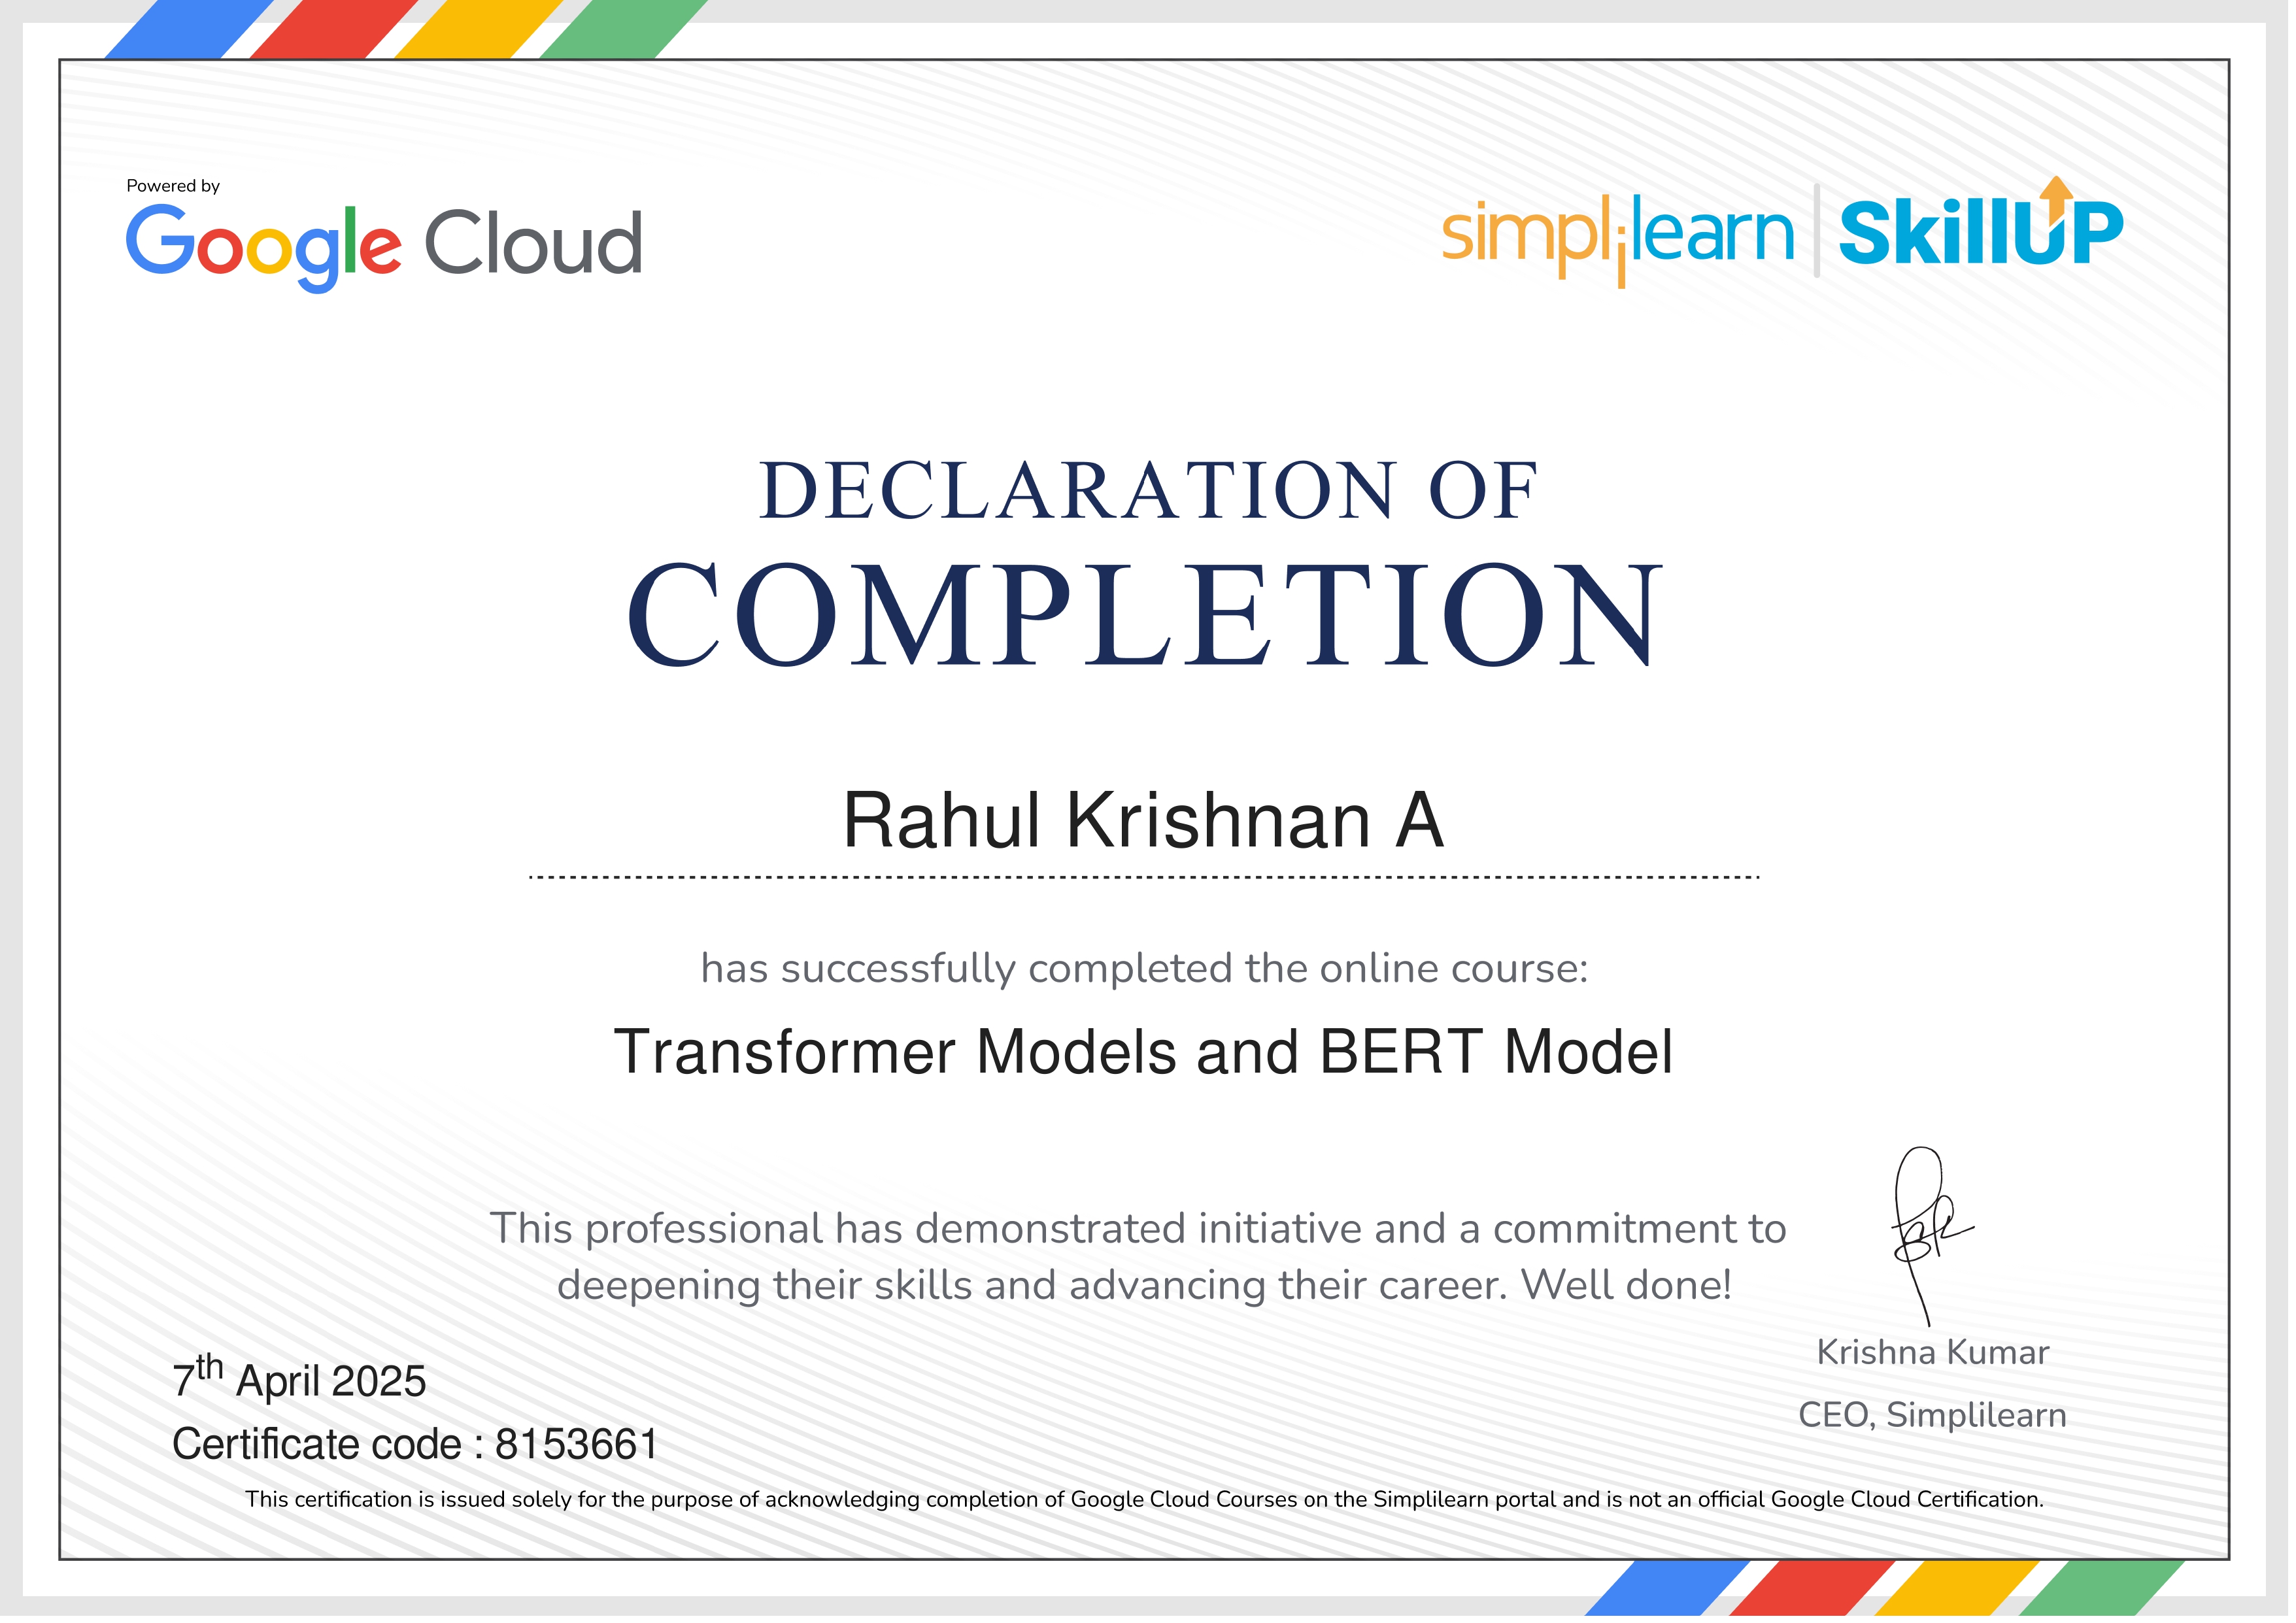 Powered by
Google Cloud
simplilearn | SkillUP
DECLARATION OF
COMPLETION
Rahul Krishnan A
has successfully completed the online course:
Transformer Models and BERT Model
This professional has demonstrated initiative and a commitment to
deepening their skills and advancing their career. Well done!
Krishna Kumar
CEO, Simplilearn
7th April 2025
Certificate code : 8153661
This certification is issued solely for the purpose of acknowledging completion of Google Cloud Courses on the Simplilearn portal and is not an official Google Cloud Certification.